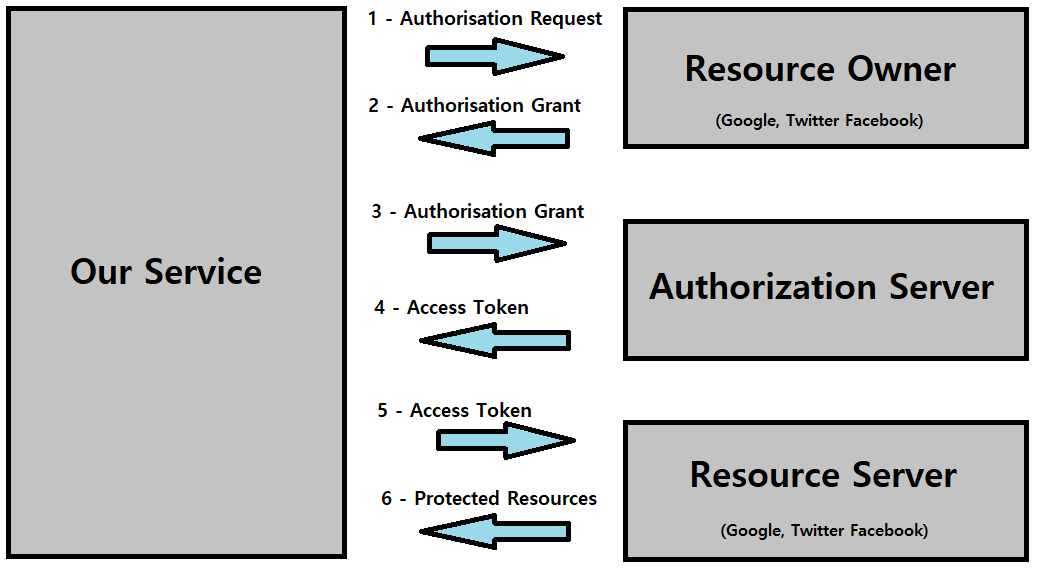 1 - Authorisation Request
2 - Authorisation Grant
Resource Owner
(Google, Twitter Facebook)
Our Service
3 - Authorisation Grant
4 - Access Token
Authorization Server
5 - Access Token
6 - Protected Resources
Resource Server
(Google, Twitter Facebook)